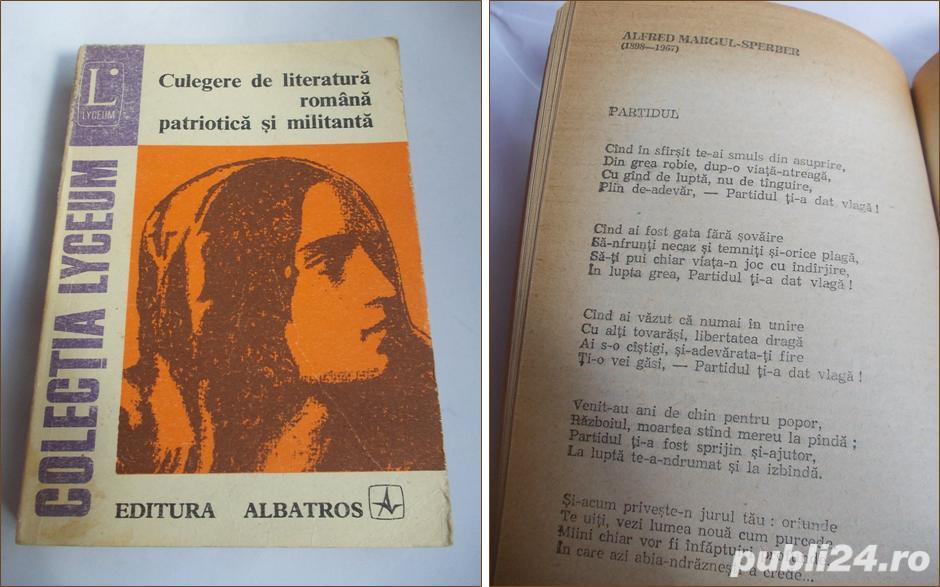 L
LYCEUM
COLECȚIA LYCEUM
Culegere de literatură
română
patriotică și militantă
EDITURA ALBATROS
ALFRED MARGUL-SPERBER
(1898—1967)
PARTIDUL
Cînd în sfîrșit te-ai smuls din asuprire,
Din grea robie, dup-o viață-ntreagă,
Cu gînd de luptă, nu de tînguire,
Plin de-adevăr, — Partidul ți-a dat vlagă !
Cînd ai fost gata fără șovăire
Să-nfrunți necaz și temniți și-orice plagă,
Să-ți pui chiar viața-n joc cu îndîrjire,
În lupta grea, Partidul ți-a dat vlagă !
Cînd ai văzut că numai în unire
Cu alți tovarăși, libertatea dragă
Ai s-o cîștigi, și-adevărata-ți fire
Ți-o vei găsi, — Partidul ți-a dat vlagă !
Venit-au ani de chin pentru popor,
Războiul, moartea stînd mereu la pîndă ;
Partidul ți-a fost sprijin și-ajutor,
La luptă te-a-ndrumat și la izbîndă.
Și-acum privește-n jurul tău : oriunde
Te uiți, vezi lumea nouă cum purcede
Mîini chiar vor fi înfăptuiri
În care azi abia-ndrăznești a crede...
publi24.ro